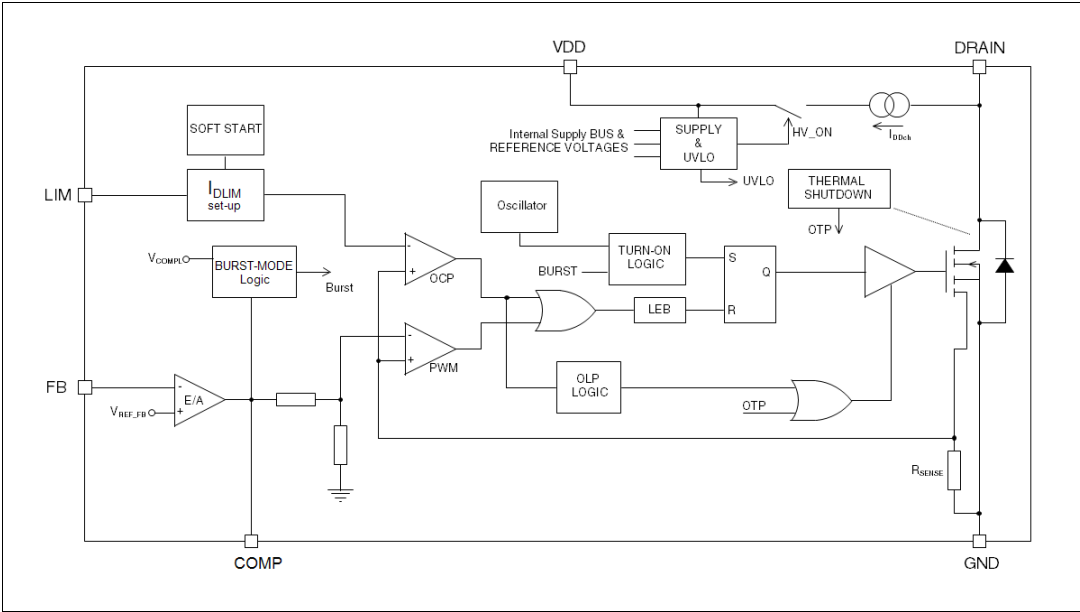 VDD
DRAIN
SOFT START
Internal Supply BUS &
REFERENCE VOLTAGES
SUPPLY
&
UVLO
HV_ON
IDDch
UVLO
LIM
IDLIM
set-up
Oscillator
THERMAL
SHUTDOWN
OTP
VCOMPL
BURST-MODE
Logic
Burst
-
+
OCP
BURST
TURN-ON
LOGIC
S
R
Q
LEB
-
+
PWM
FB
-
+
E/A
VREF_FB
OLP
LOGIC
OTP
RSENSE
COMP
GND